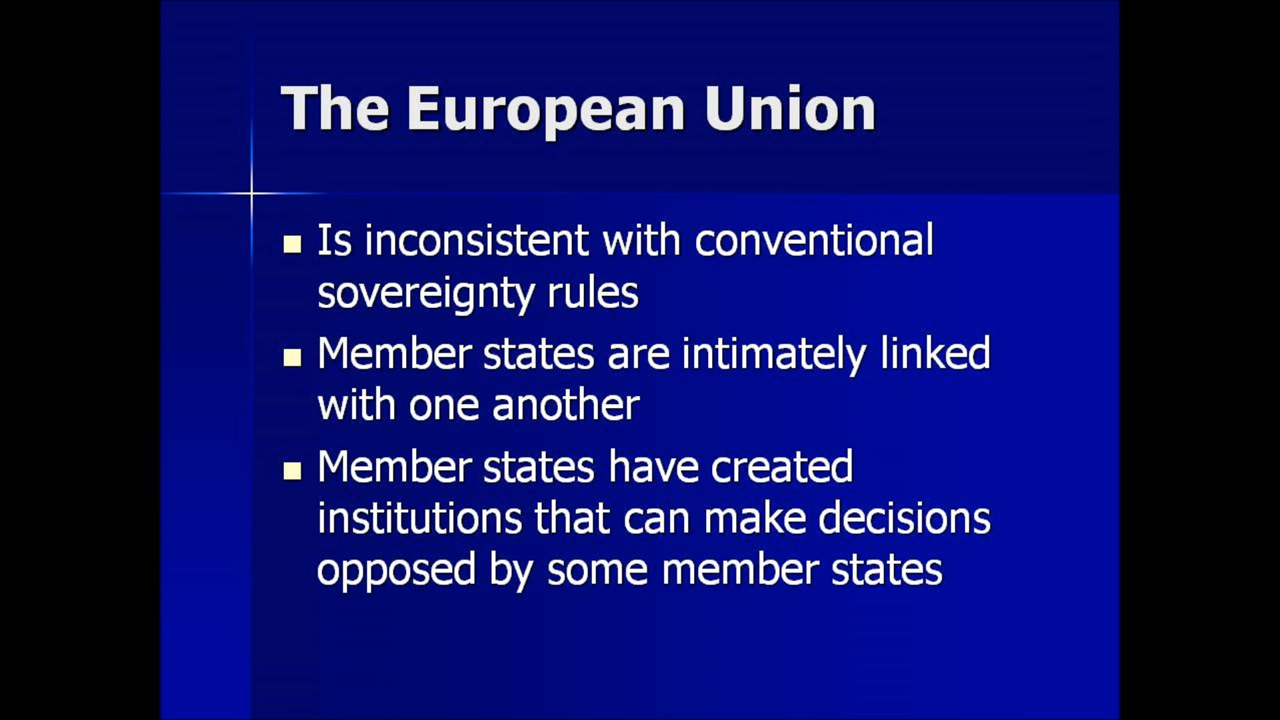 The European Union
Is inconsistent with conventional
sovereignty rules
Member states are intimately linked
with one another
Member states have created
institutions that can make decisions
opposed by some member states